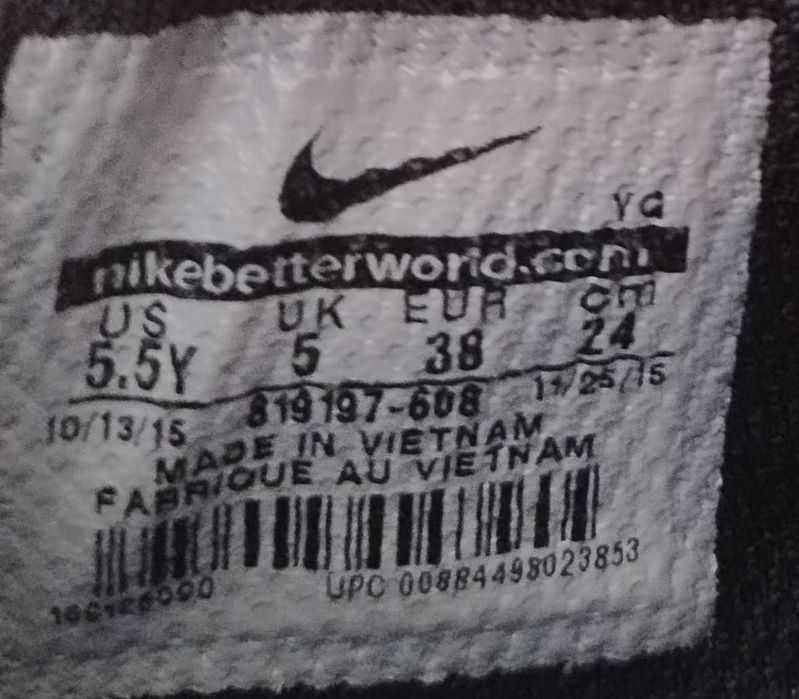 YG
nikebetterworld.com
US UK EUR cm
5.5Y 5 38 24
10/13/15 819197-608 11/25/15
MADE IN VIETNAM
FABRIQUE AU VIETNAM
UPC 00884498023853